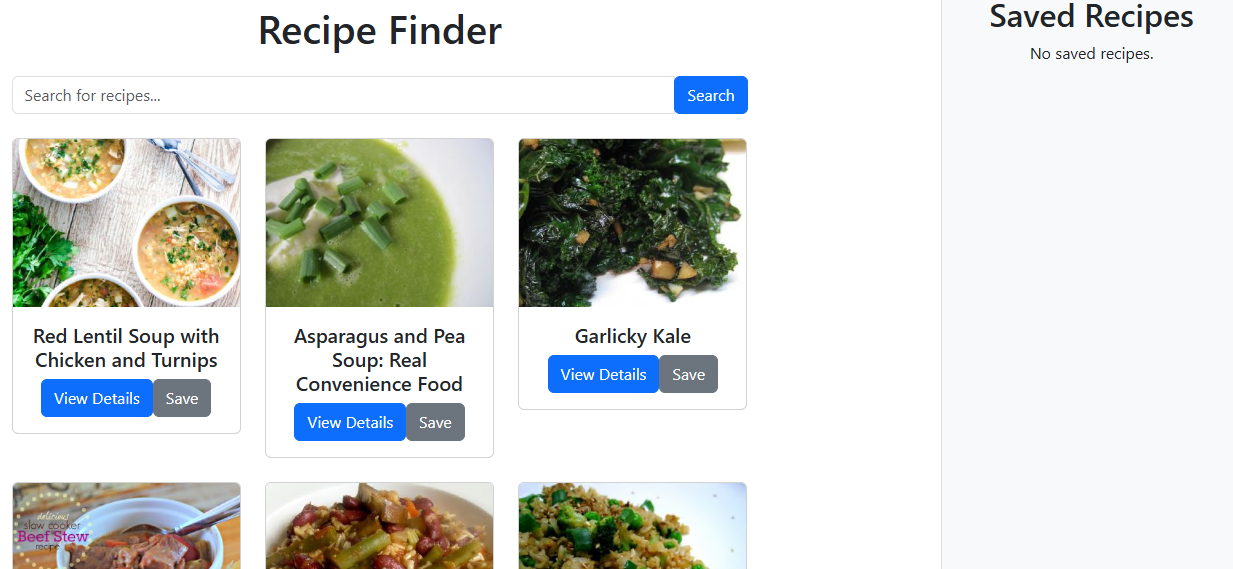 Recipe Finder
Saved Recipes
No saved recipes.
Search for recipes...
Search
Red Lentil Soup with
Chicken and Turnips
View Details
Save
Asparagus and Pea
Soup: Real
Convenience Food
View Details
Save
Garlicky Kale
View Details
Save
delicious
slow cooker
Beef Stew
recipe